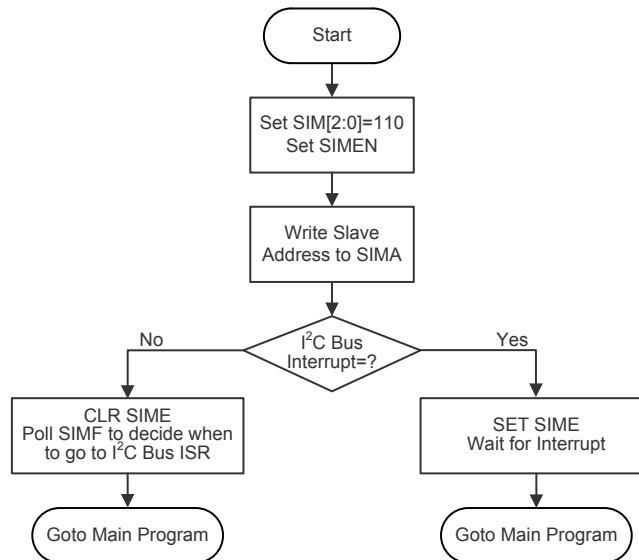 Start
Set SIM[2:0]=110
Set SIMEN
Write Slave
Address to SIMA
I²C Bus
Interrupt=?
No
Yes
CLR SIME
Poll SIMF to decide when
to go to I²C Bus ISR
SET SIME
Wait for Interrupt
Goto Main Program
Goto Main Program